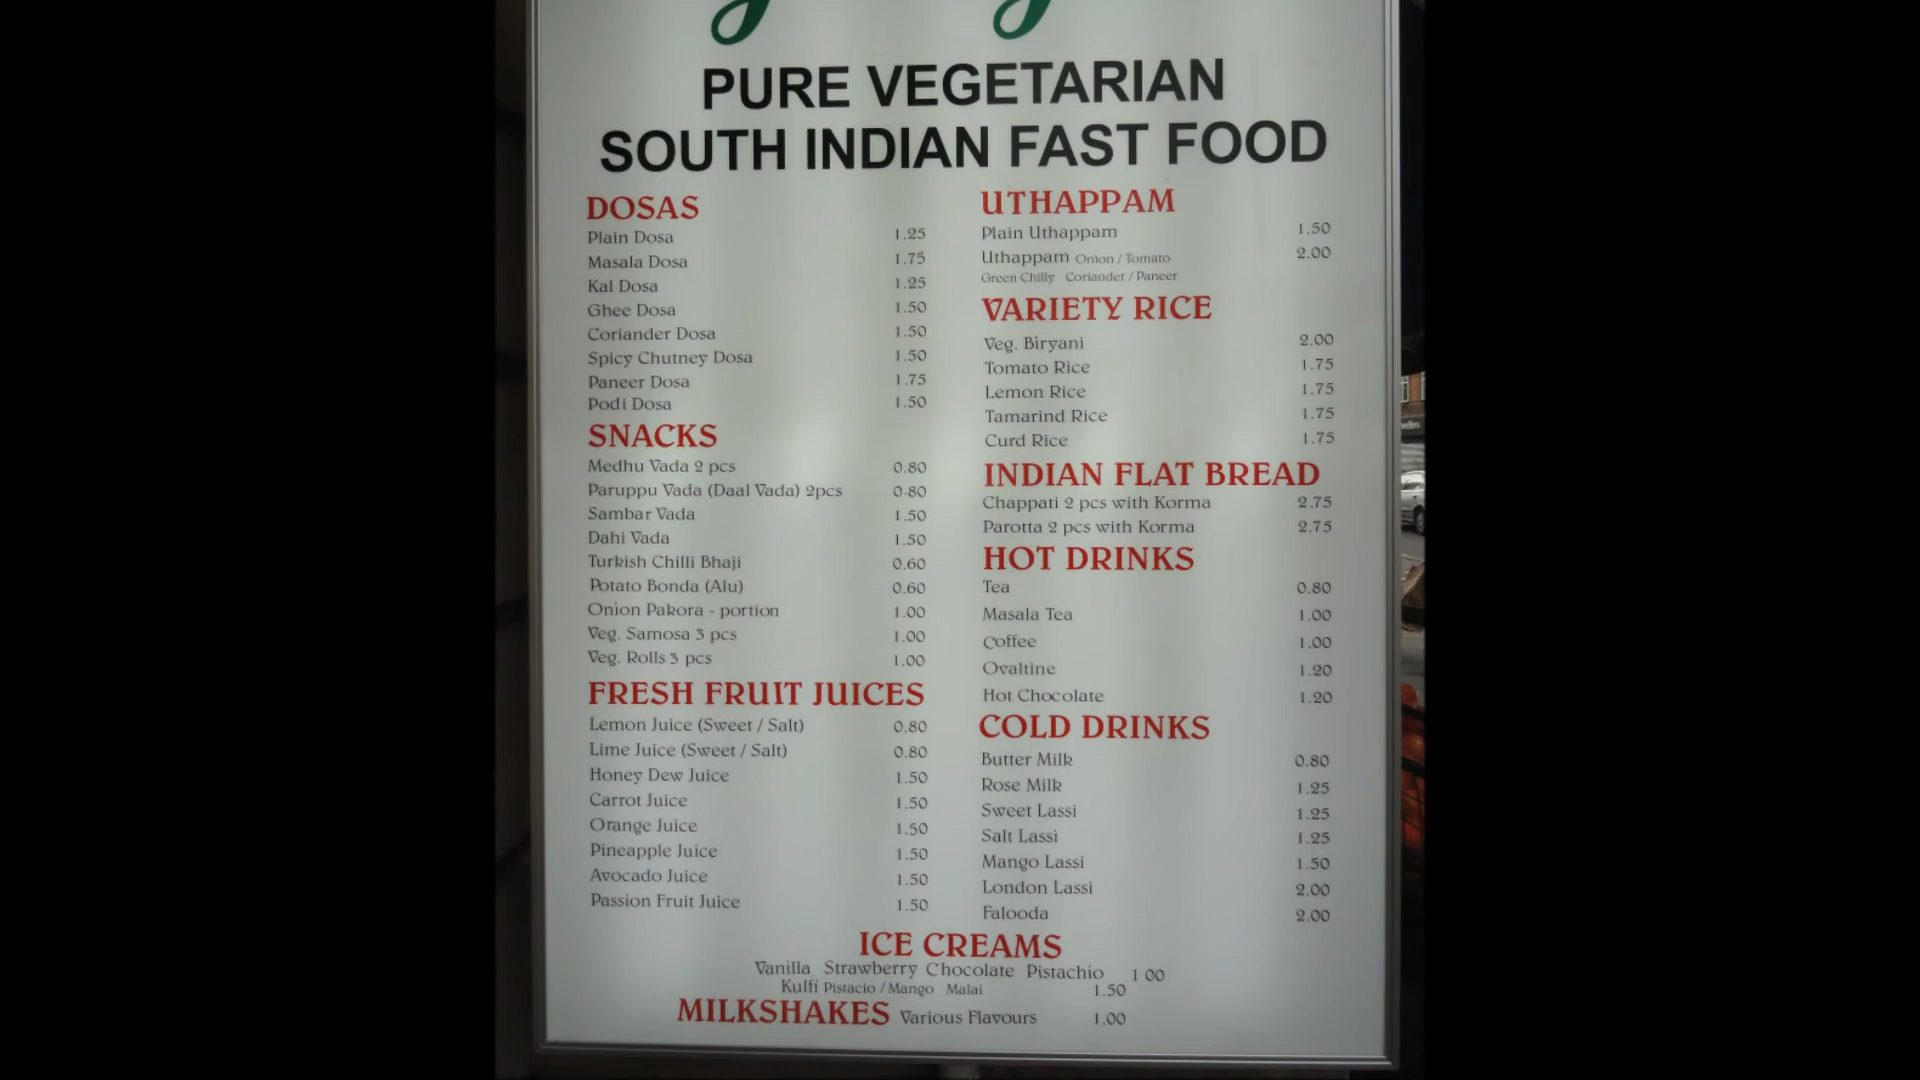 PURE VEGETARIAN
SOUTH INDIAN FAST FOOD
DOSAS
Plain Dosa 1.25
Masala Dosa 1.75
Kal Dosa 1.25
Ghee Dosa 1.50
Coriander Dosa 1.50
Spicy Chutney Dosa 1.50
Paneer Dosa 1.75
Podi Dosa 1.50
SNACKS
Medhu Vada 2 pcs 0.80
Paruppu Vada (Daal Vada) 2pcs 0.80
Sambar Vada 1.50
Dahi Vada 1.50
Turkish Chilli Bhaji 0.60
Potato Bonda (Alu) 0.60
Onion Pakora - portion 1.00
Veg. Samosa 3 pcs 1.00
Veg. Rolls 3 pcs 1.00
FRESH FRUIT JUICES
Lemon Juice (Sweet / Salt) 0.80
Lime Juice (Sweet / Salt) 0.80
Honey Dew Juice 1.50
Carrot Juice 1.50
Orange Juice 1.50
Pineapple Juice 1.50
Avocado Juice 1.50
Passion Fruit Juice 1.50
UTHAPPAM
Plain Uthappam 1.50
Uthappam Onion / Tomato 2.00
Green Chilly Coriander / Paneer
VARIETY RICE
Veg. Biryani 2.00
Tomato Rice 1.75
Lemon Rice 1.75
Tamarind Rice 1.75
Curd Rice 1.75
INDIAN FLAT BREAD
Chappati 2 pcs with Korma 2.75
Parotta 2 pcs with Korma 2.75
HOT DRINKS
Tea 0.80
Masala Tea 1.00
Coffee 1.00
Ovaltine 1.20
Hot Chocolate 1.20
COLD DRINKS
Butter Milk 0.80
Rose Milk 1.25
Sweet Lassi 1.25
Salt Lassi 1.25
Mango Lassi 1.50
London Lassi 2.00
Falooda 2.00
ICE CREAMS
Vanilla Strawberry Chocolate Pistachio 1 00
Kulfi Pistacio / Mango Malai 1.50
MILKSHAKES Various Flavours 1.00